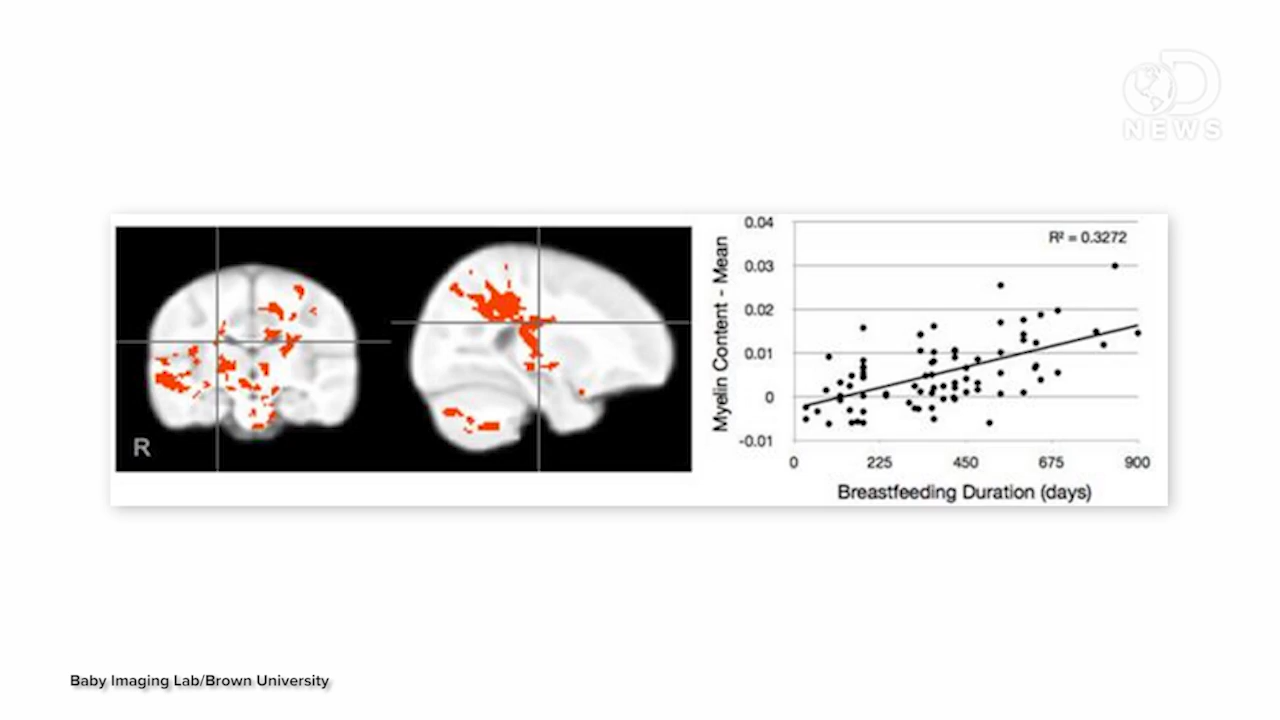 D
NEWS
R
Myelin Content - Mean
0.04
0.03
0.02
0.01
0
-0.01
R² = 0.3272
0 225 450 675 900
Breastfeeding Duration (days)
Baby Imaging Lab/Brown University